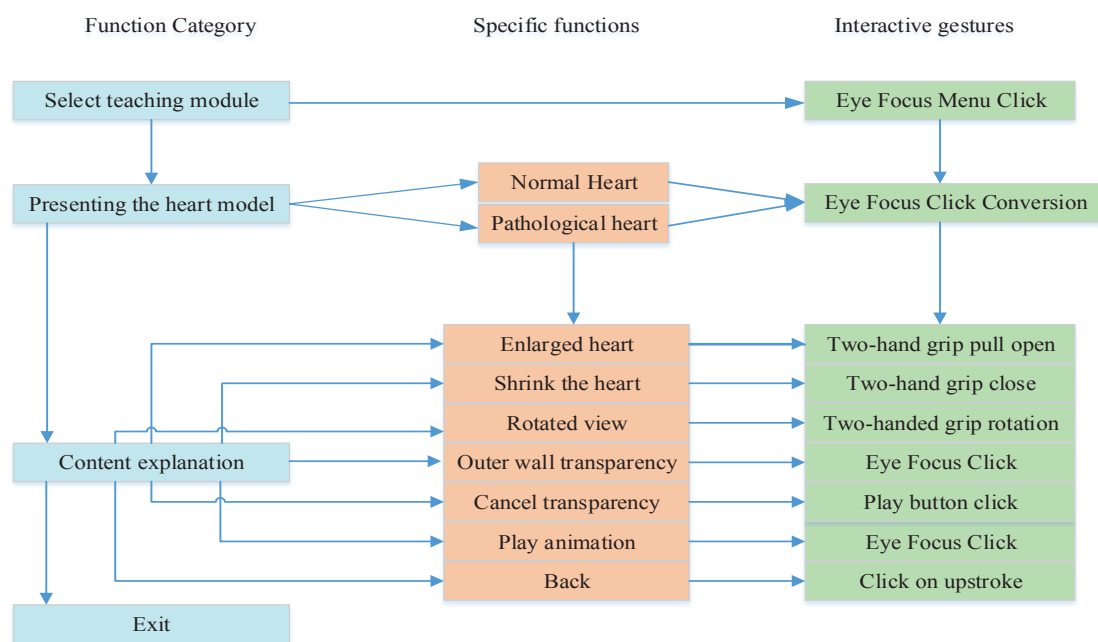 Function Category
Specific functions
Interactive gestures
Select teaching module
Eye Focus Menu Click
Presenting the heart model
Normal Heart
Pathological heart
Eye Focus Click Conversion
Enlarged heart
Two-hand grip pull open
Shrink the heart
Two-hand grip close
Rotated view
Two-handed grip rotation
Content explanation
Outer wall transparency
Eye Focus Click
Cancel transparency
Play button click
Play animation
Eye Focus Click
Back
Click on upstroke
Exit